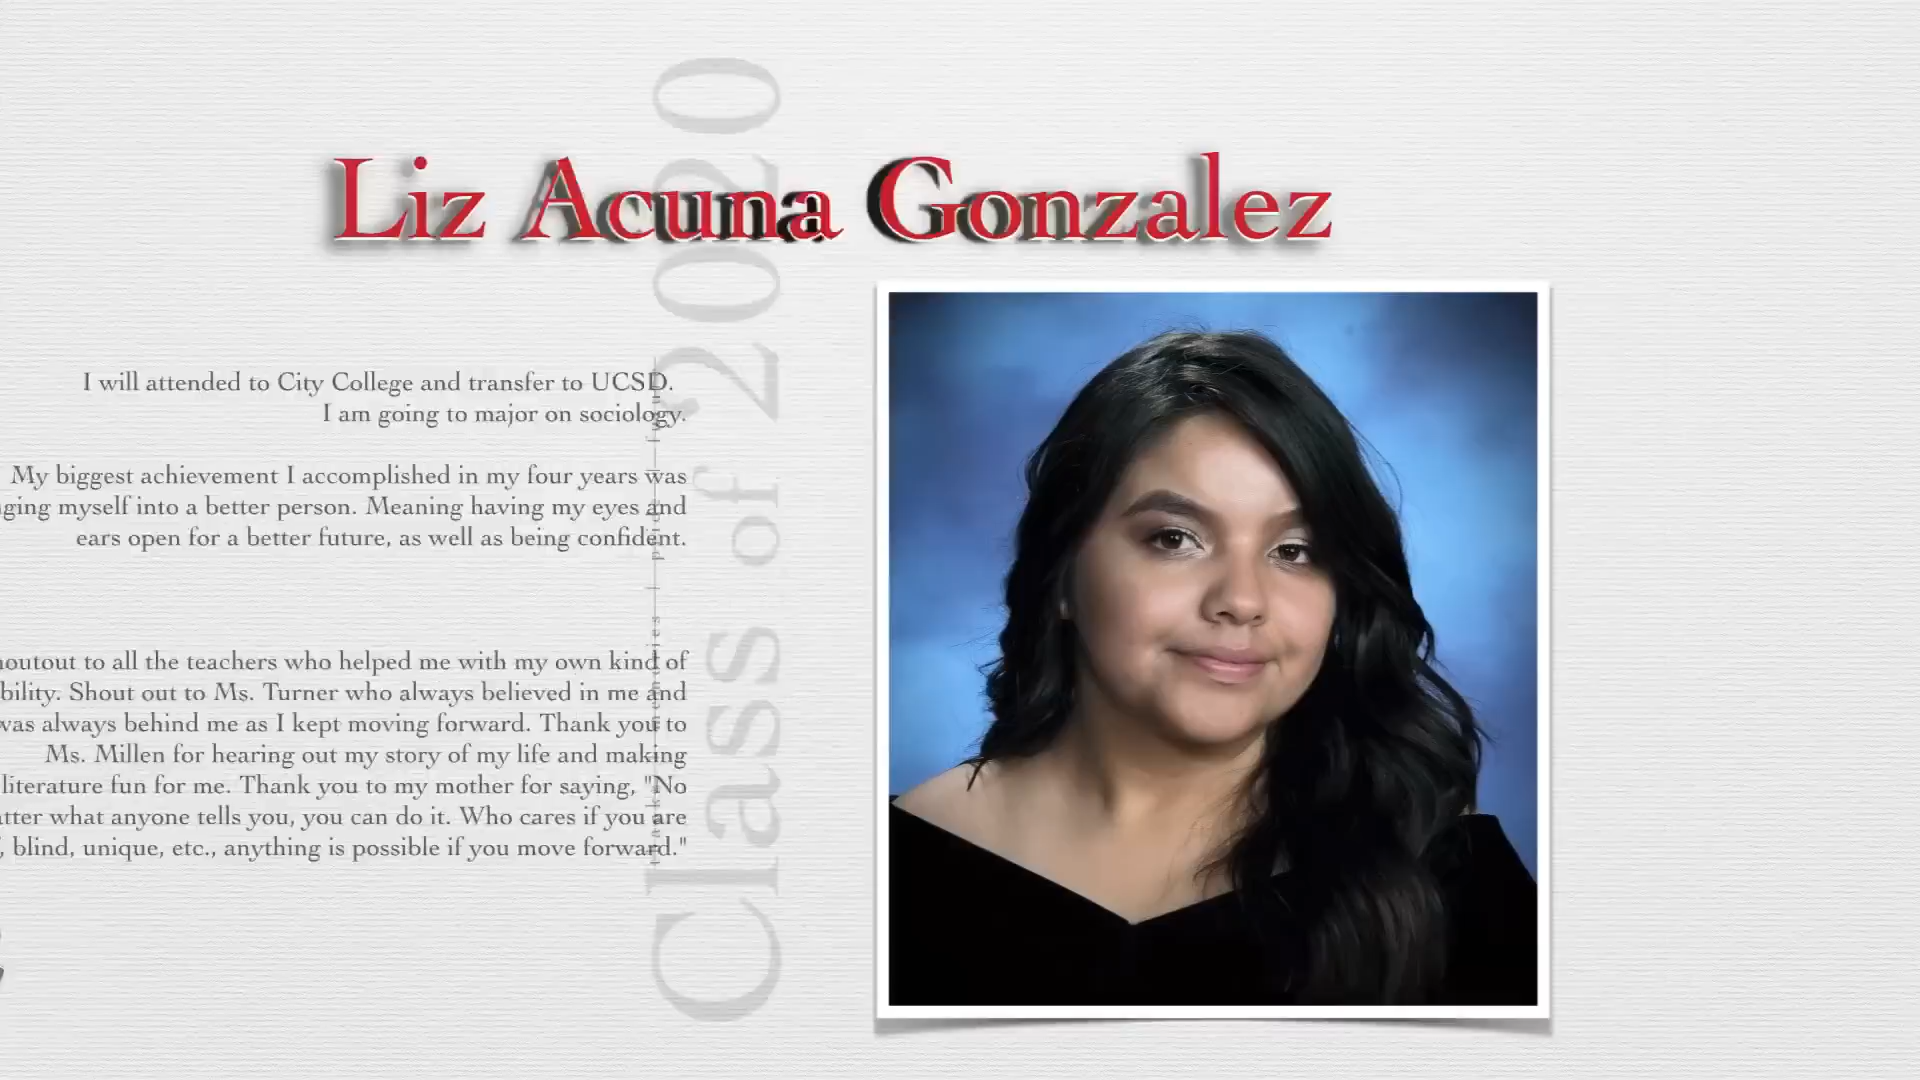 Liz Acuna Gonzalez
I will attended to City College and transfer to UCSD.
I am going to major on sociology.
My biggest achievement I accomplished in my four years was
myself into a better person. Meaning having my eyes and
ears open for a better future, as well as being confident.
to all the teachers who helped me with my own kind of
Shout out to Ms. Turner who always believed in me and
was always behind me as I kept moving forward. Thank you to
Ms. Millen for hearing out my story of my life and making
literature fun for me. Thank you to my mother for saying, "No
what anyone tells you, you can do it. Who cares if you are
blind, unique, etc., anything is possible if you move forward."
Class of 2020